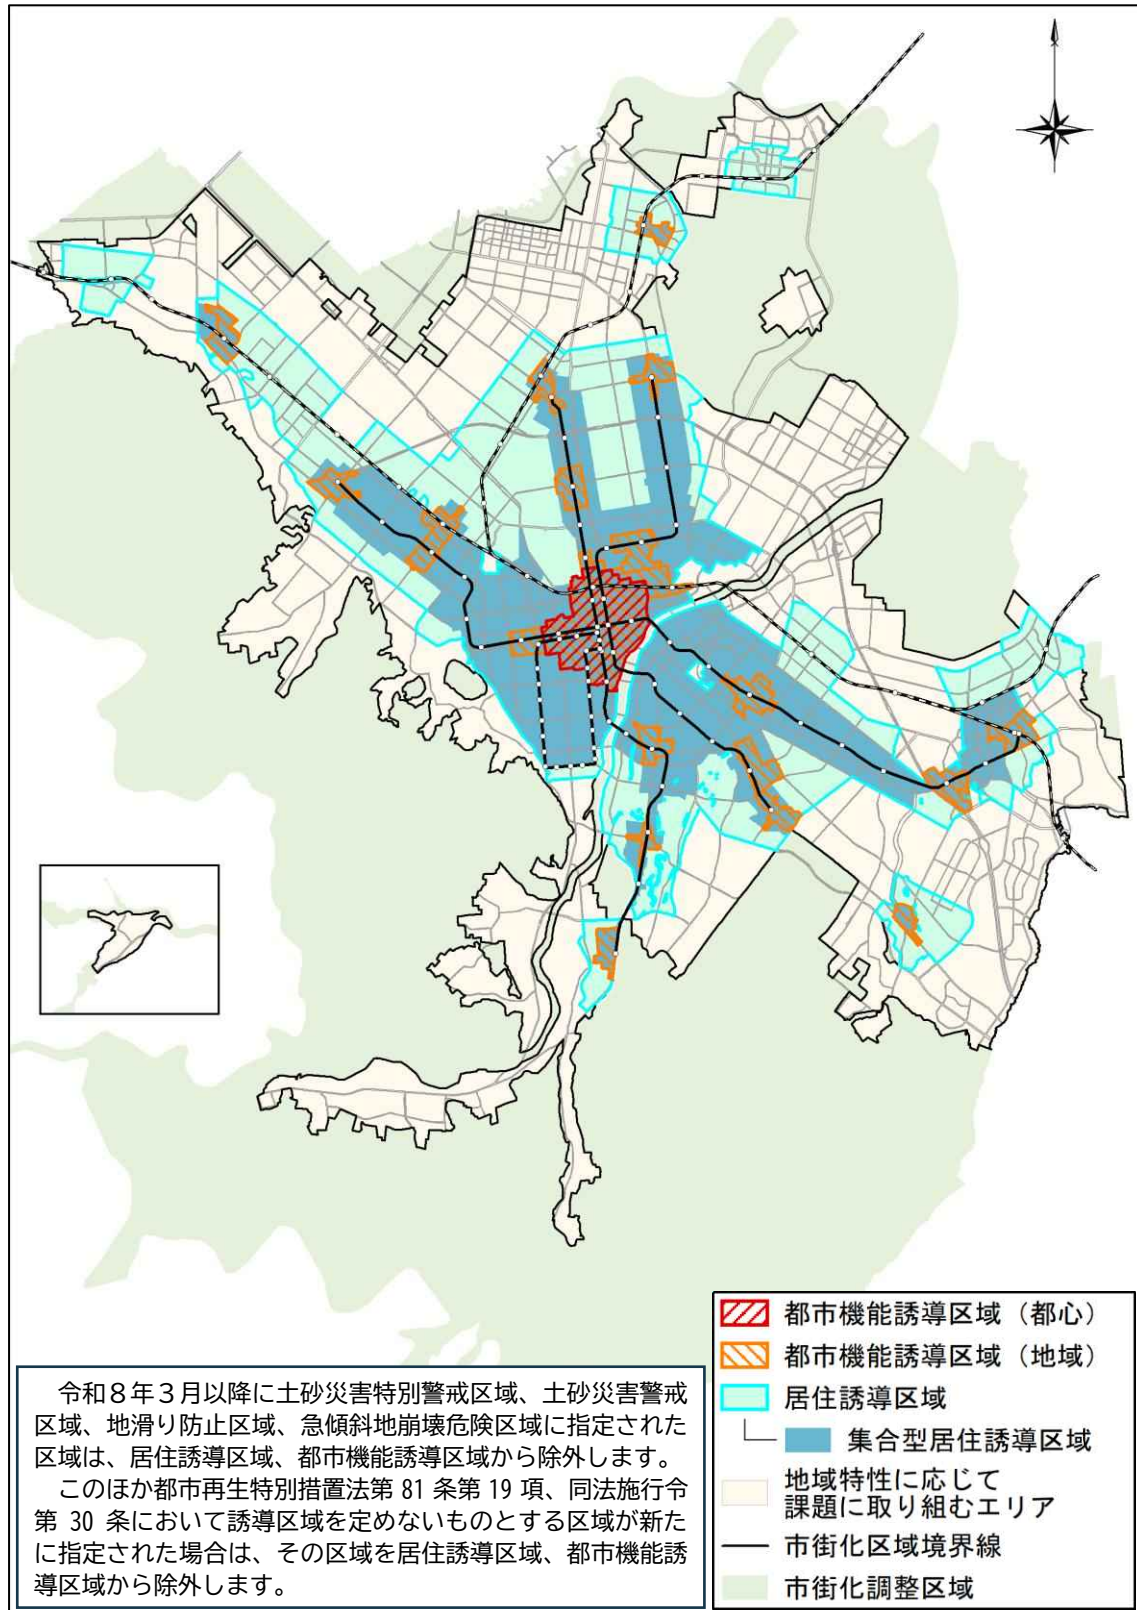 都市機能誘導区域（都心）
都市機能誘導区域（地域）
居住誘導区域
集合型居住誘導区域
地域特性に応じて
課題に取り組むエリア
市街化区域境界線
市街化調整区域
　令和８年３月以降に土砂災害特別警戒区域、土砂災害警戒
区域、地滑り防止区域、急傾斜地崩壊危険区域に指定された
区域は、居住誘導区域、都市機能誘導区域から除外します。
　このほか都市再生特別措置法第 81 条第 19 項、同法施行令
第 30 条において誘導区域を定めないものとする区域が新た
に指定された場合は、その区域を居住誘導区域、都市機能誘
導区域から除外します。